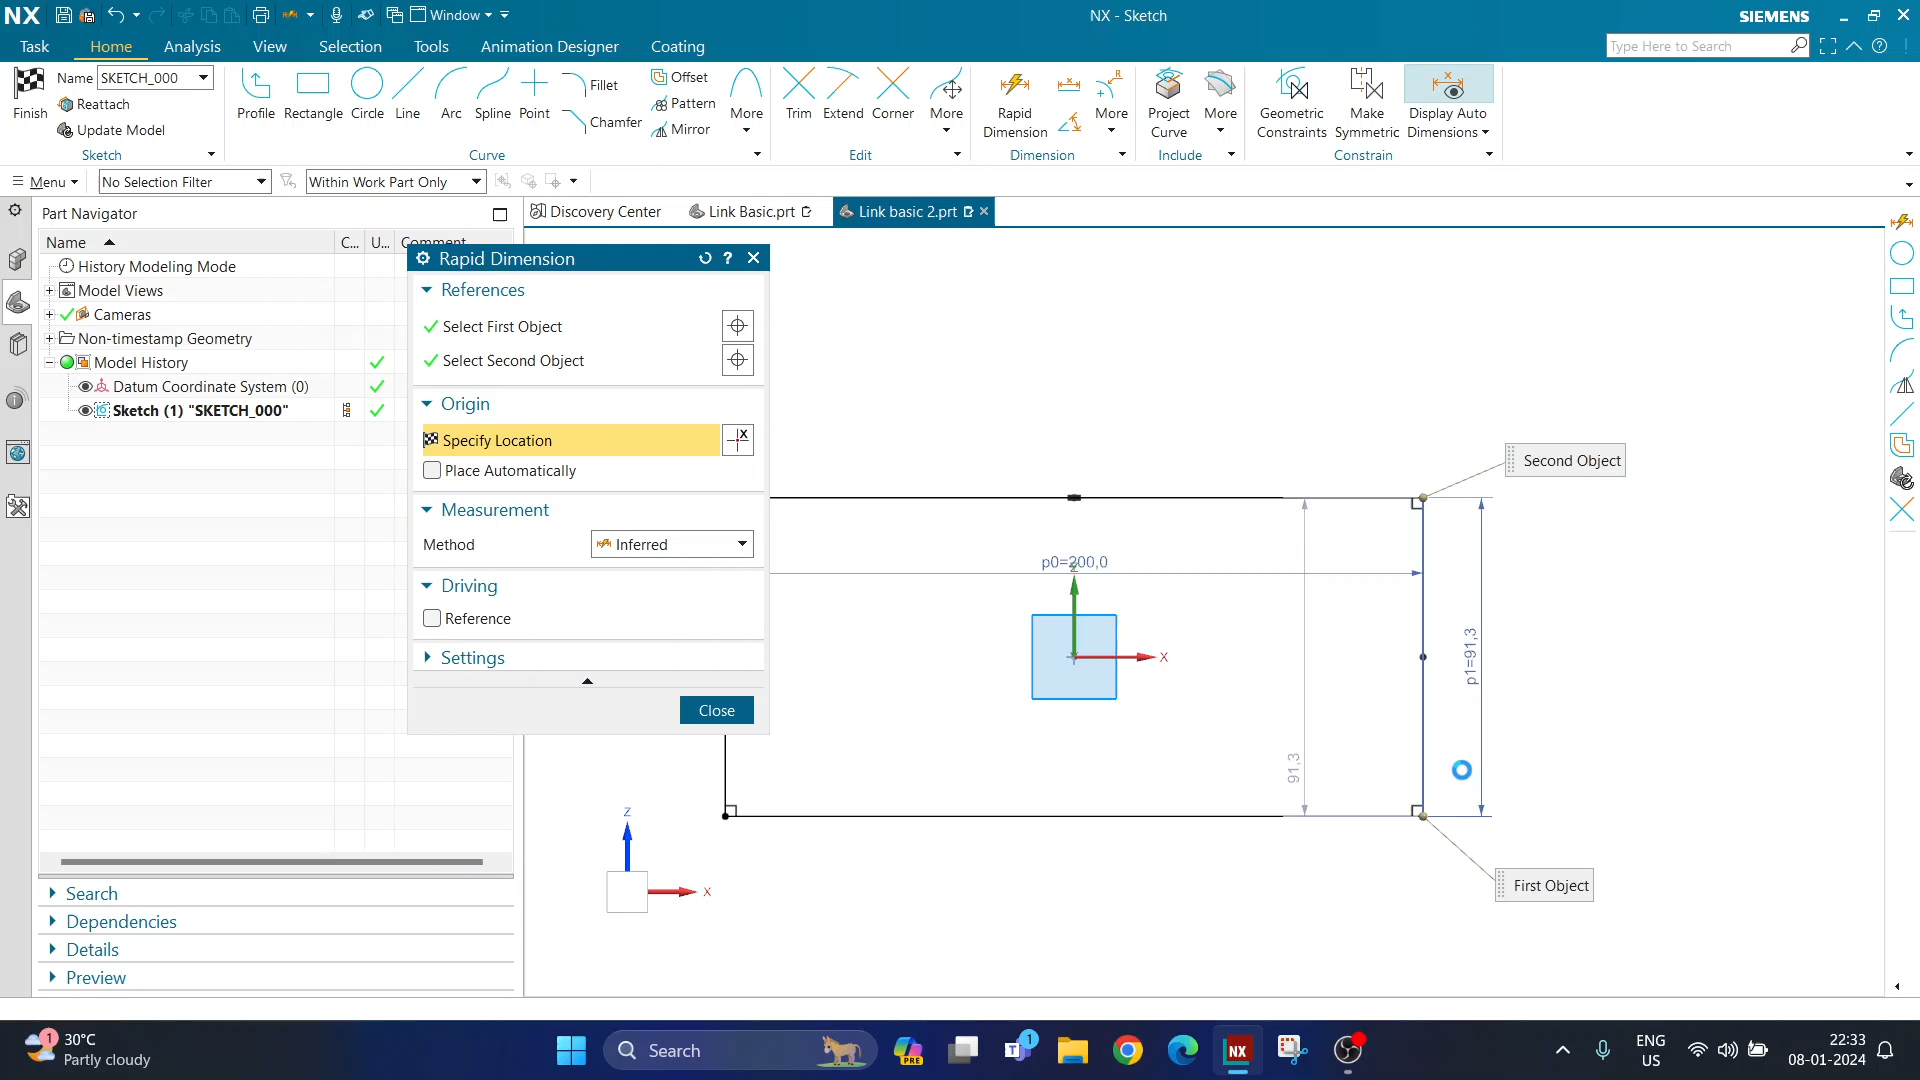 NX
Window
NX - Sketch
SIEMENS
Task
Home
Analysis
View
Selection
Tools
Animation Designer
Coating
Type Here to Search
Finish
Name SKETCH_000
Reattach
Update Model
Sketch
Profile
Rectangle
Circle
Line
Arc
Spline
Point
Fillet
Chamfer
Offset
Pattern
Mirror
More
Curve
Trim
Extend
Corner
More
Edit
Rapid
Dimension
More
Dimension
Project
Curve
More
Include
Geometric
Constraints
Make
Symmetric
Display Auto
Dimensions
Constrain
Menu
No Selection Filter
Within Work Part Only
Part Navigator
Discovery Center
Link Basic.prt
Link basic 2.prt
Name
C...
U...
Comment
History Modeling Mode
Model Views
Cameras
Non-timestamp Geometry
Model History
Datum Coordinate System (0)
Sketch (1) "SKETCH_000"
Search
Dependencies
Details
Preview
Rapid Dimension
References
Select First Object
Select Second Object
Origin
Specify Location
Place Automatically
Measurement
Method
Inferred
Driving
Reference
Settings
Close
Second Object
p0=200,0
X
p1=91,3
91,3
First Object
Z
X
1
30°C
Partly cloudy
Search
PRE
1
NX
ENG
US
22:33
08-01-2024